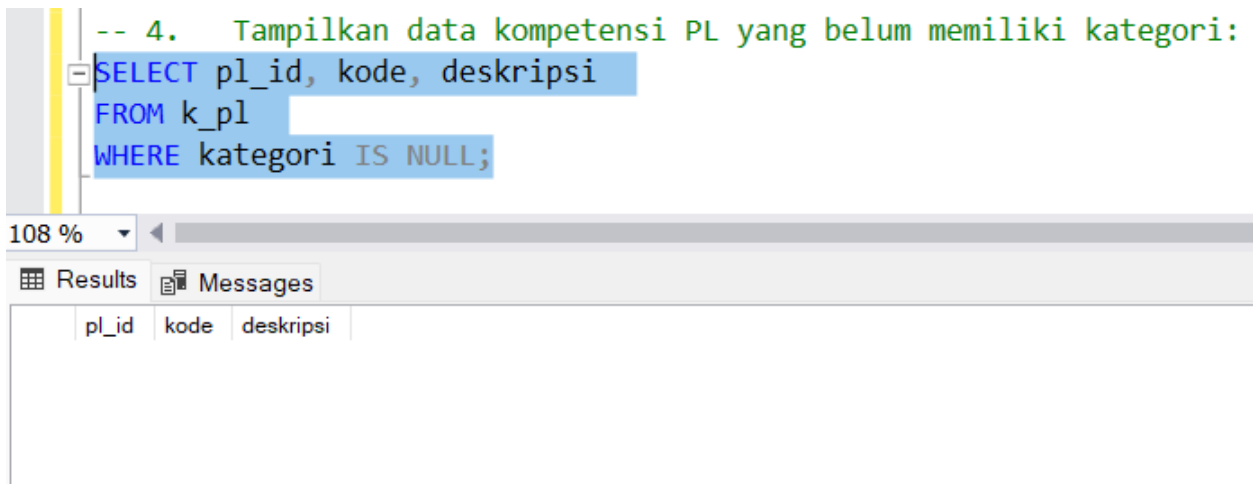 -- 4.   Tampilkan data kompetensi PL yang belum memiliki kategori:
SELECT pl_id, kode, deskripsi
FROM k_pl
WHERE kategori IS NULL;
108 %
Results Messages
pl_id kode deskripsi